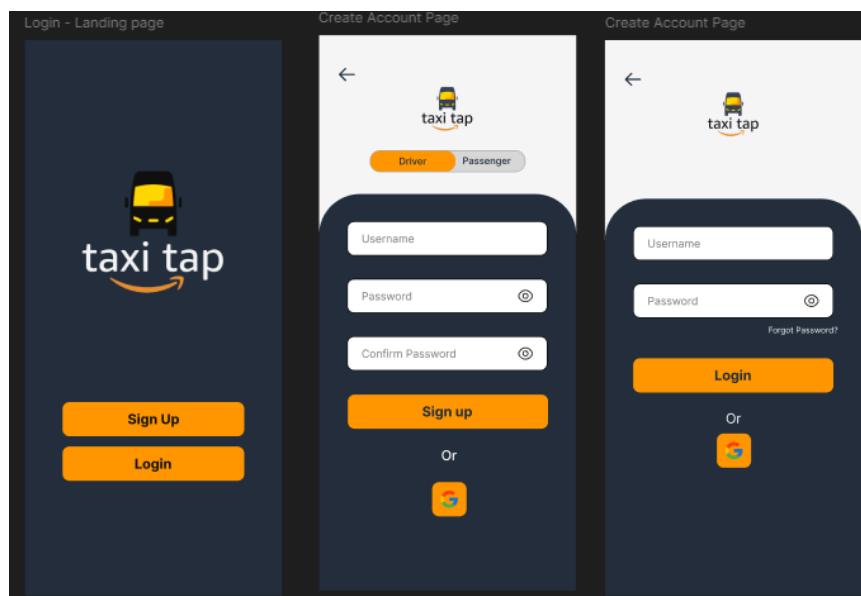 Login - Landing page
taxi tap
Sign Up
Login
Create Account Page
taxi tap
Driver Passenger
Username
Password
Confirm Password
Sign up
Or
G
Create Account Page
taxi tap
Username
Password
Forgot Password?
Login
Or
G